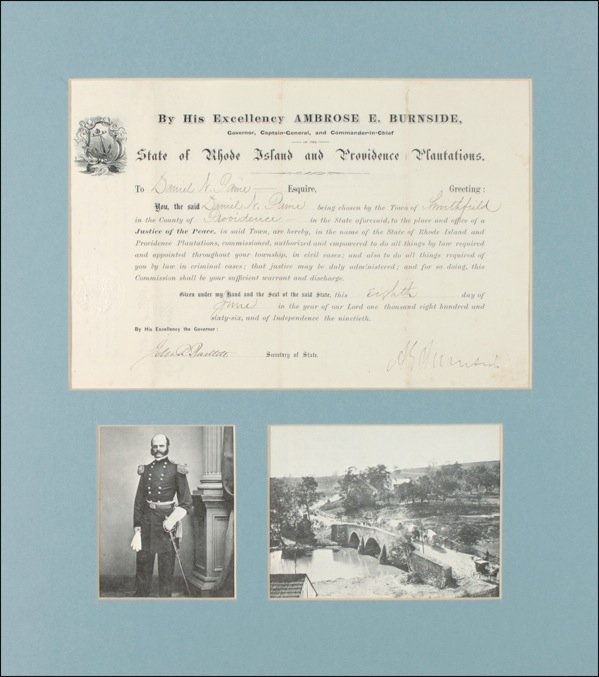 By His Excellency AMBROSE E. BURNSIDE,
Governor, Captain-General, and Commander-in-Chief
OF THE
State of Rhode Island and Providence Plantations.
To Daniel N. Paine Esquire, Greeting:
You, the said Daniel N. Paine being chosen by the Town of Smithfield
in the County of Providence in the State aforesaid, to the place and office of a
Justice of the Peace, in said Town, are hereby, in the name of the State of Rhode Island and
Providence Plantations, commissioned, authorized and empowered to do all things by law required
and appointed throughout your township, in civil cases; and also to do all things required of
you by law in criminal cases; that justice may be duly administered; and for so doing, this
Commission shall be your sufficient warrant and discharge.
Given under my Hand and the Seal of the said State, this Eighth day of
June in the year of our Lord one thousand eight hundred and
sixty-six, and of Independence the ninetieth.
By His Excellency the Governor:
John R. Bartlett Secretary of State. A E Burnside